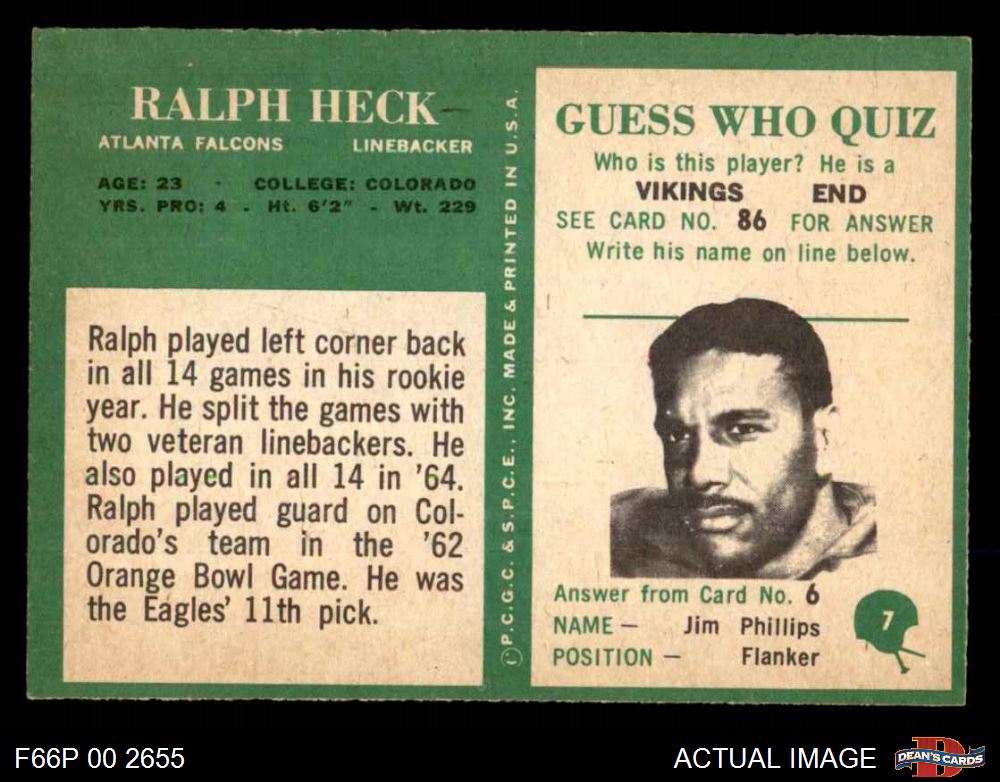 RALPH HECK
ATLANTA FALCONS LINEBACKER
AGE: 23 - COLLEGE: COLORADO
YRS. PRO: 4 - Ht. 6'2" - Wt. 229
Ralph played left corner back
in all 14 games in his rookie
year. He split the games with
two veteran linebackers. He
also played in all 14 in '64.
Ralph played guard on Col-
orado's team in the '62
Orange Bowl Game. He was
the Eagles' 11th pick.
©P.C.G.C. & S.P.C.E., INC. MADE & PRINTED IN U.S.A.
GUESS WHO QUIZ
Who is this player? He is a
VIKINGS END
SEE CARD NO. 86 FOR ANSWER
Write his name on line below.
Answer from Card No. 6
NAME — Jim Phillips
POSITION — Flanker
7
F66P 00 2655
ACTUAL IMAGE
D
DEAN'S CARDS